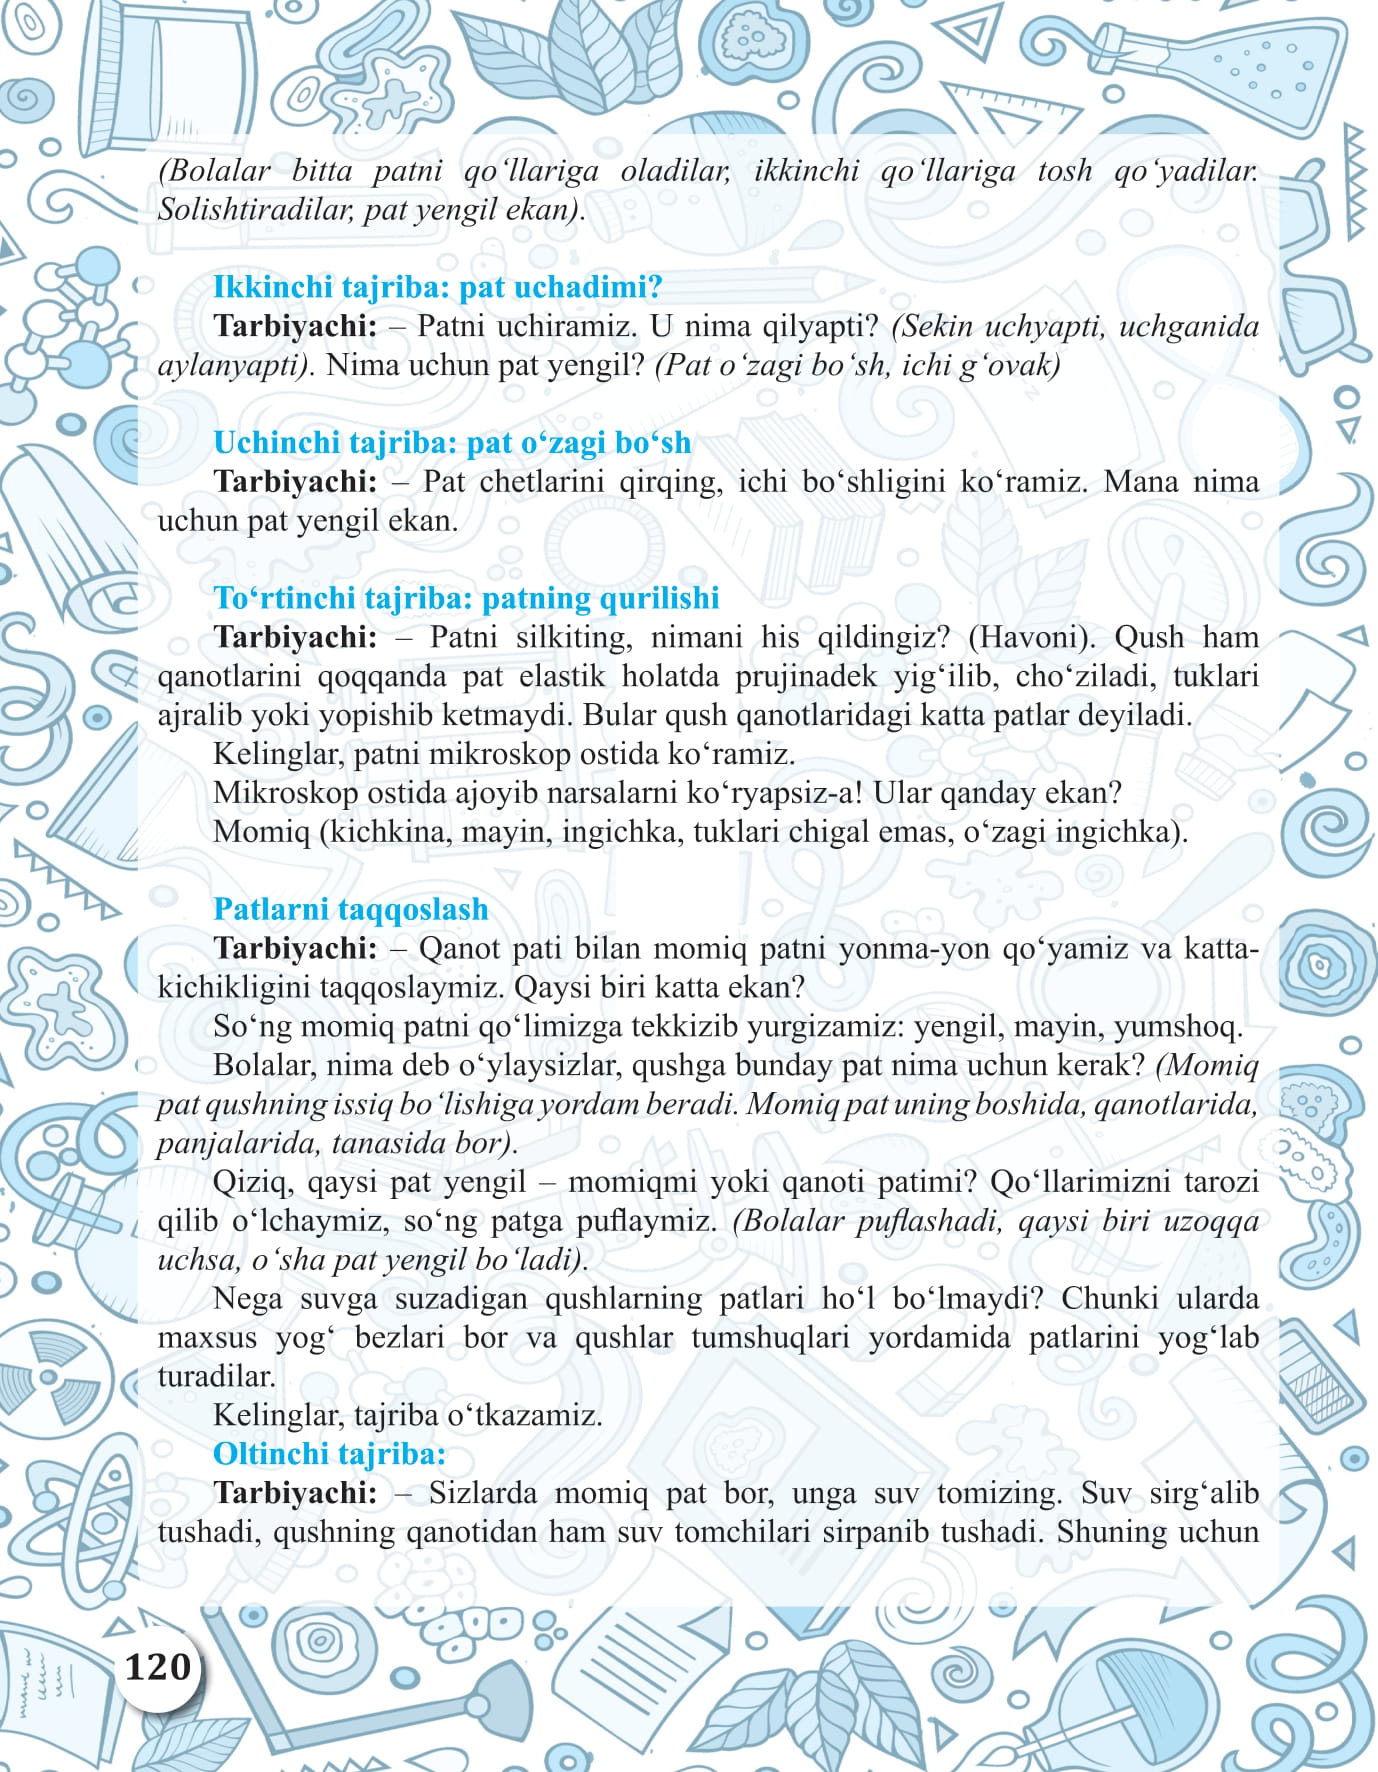 (Bolalar bitta patni qo‘llariga oladilar, ikkinchi qo‘llariga tosh qo‘yadilar.
Solishtiradilar, pat yengil ekan).
Ikkinchi tajriba: pat uchadimi?
Tarbiyachi: – Patni uchiramiz. U nima qilyapti? (Sekin uchyapti, uchganida
aylanyapti). Nima uchun pat yengil? (Pat o‘zagi bo‘sh, ichi g‘ovak)
Uchinchi tajriba: pat o‘zagi bo‘sh
Tarbiyachi: – Pat chetlarini qirqing, ichi bo‘shligini ko‘ramiz. Mana nima
uchun pat yengil ekan.
To‘rtinchi tajriba: patning qurilishi
Tarbiyachi: – Patni silkiting, nimani his qildingiz? (Havoni). Qush ham
qanotlarini qoqqanda pat elastik holatda prujinadek yig‘ilib, cho‘ziladi, tuklari
ajralib yoki yopishib ketmaydi. Bular qush qanotlaridagi katta patlar deyiladi.
Kelinglar, patni mikroskop ostida ko‘ramiz.
Mikroskop ostida ajoyib narsalarni ko‘ryapsiz-a! Ular qanday ekan?
Momiq (kichkina, mayin, ingichka, tuklari chigal emas, o‘zagi ingichka).
Patlarni taqqoslash
Tarbiyachi: – Qanot pati bilan momiq patni yonma-yon qo‘yamiz va katta-
kichikligini taqqoslaymiz. Qaysi biri katta ekan?
So‘ng momiq patni qo‘limizga tekkizib yurgizamiz: yengil, mayin, yumshoq.
Bolalar, nima deb o‘ylaysizlar, qushga bunday pat nima uchun kerak? (Momiq
pat qushning issiq bo‘lishiga yordam beradi. Momiq pat uning boshida, qanotlarida,
panjalarida, tanasida bor).
Qiziq, qaysi pat yengil – momiqmi yoki qanoti patimi? Qo‘llarimizni tarozi
qilib o‘lchaymiz, so‘ng patga puflaymiz. (Bolalar puflashadi, qaysi biri uzoqqa
uchsa, o‘sha pat yengil bo‘ladi).
Nega suvga suzadigan qushlarning patlari ho‘l bo‘lmaydi? Chunki ularda
maxsus yog‘ bezlari bor va qushlar tumshuqlari yordamida patlarini yog‘lab
turadilar.
Kelinglar, tajriba o‘tkazamiz.
Oltinchi tajriba:
Tarbiyachi: – Sizlarda momiq pat bor, unga suv tomizing. Suv sirg‘alib
tushadi, qushning qanotidan ham suv tomchilari sirpanib tushadi. Shuning uchun
120